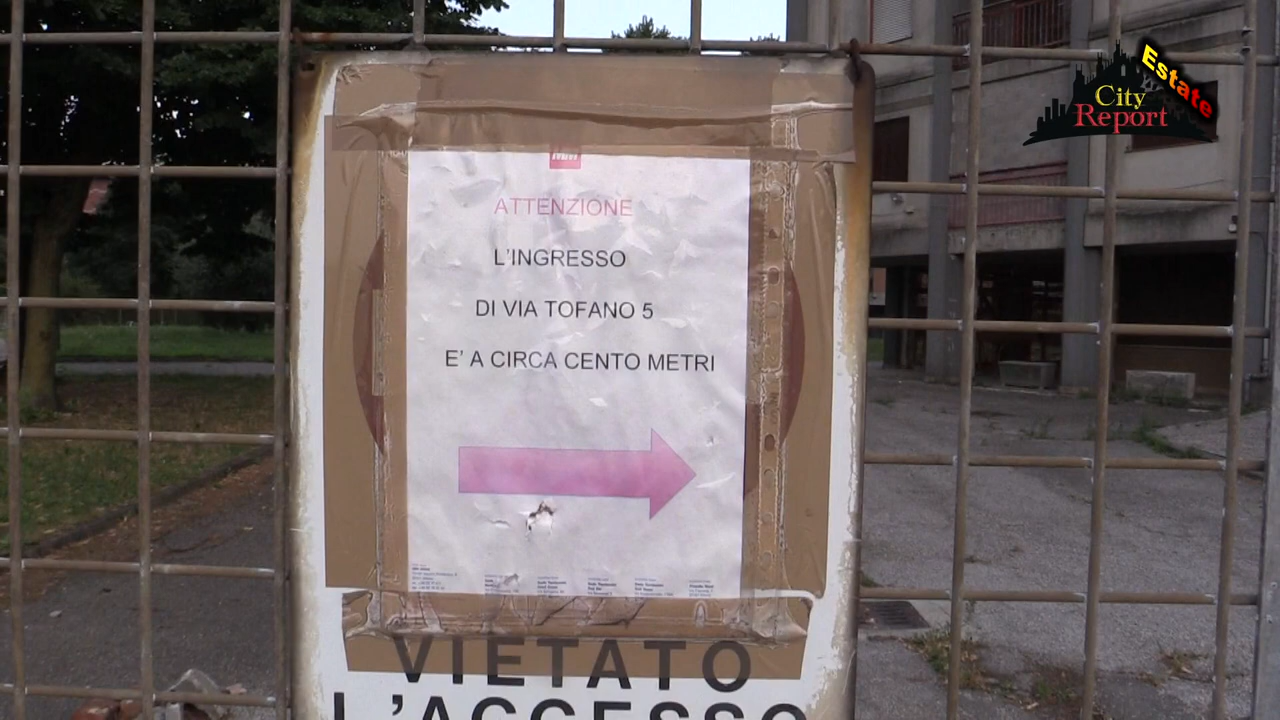 Estate
City
Report
ATTENZIONE
L'INGRESSO
DI VIA TOFANO 5
E' A CIRCA CENTO METRI
VIETATO
L'ACCESSO